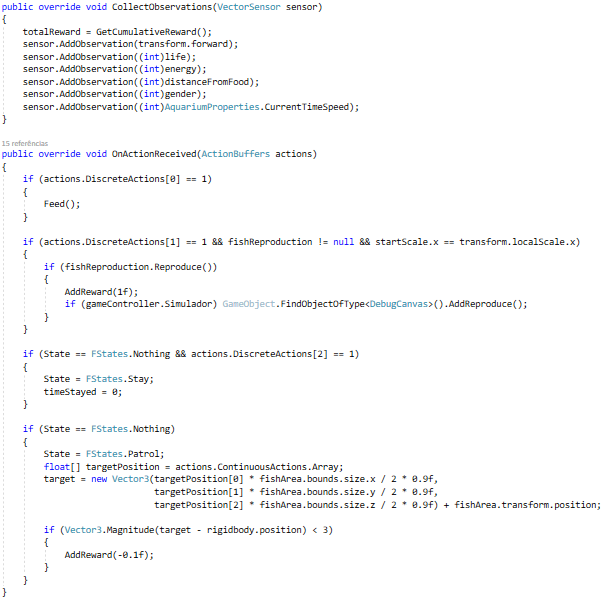 public override void CollectObservations(VectorSensor sensor)
{
    totalReward = GetCumulativeReward();
    sensor.AddObservation(transform.forward);
    sensor.AddObservation((int)life);
    sensor.AddObservation((int)energy);
    sensor.AddObservation((int)distanceFromFood);
    sensor.AddObservation((int)gender);
    sensor.AddObservation((int)AquariumProperties.CurrentTimeSpeed);
}
15 referências
public override void OnActionReceived(ActionBuffers actions)
{
    if (actions.DiscreteActions[0] == 1)
    {
        Feed();
    }
    if (actions.DiscreteActions[1] == 1 && fishReproduction != null && startScale.x == transform.localScale.x)
    {
        if (fishReproduction.Reproduce())
        {
            AddReward(1f);
            if (gameController.Simulador) GameObject.FindObjectOfType<DebugCanvas>().AddReproduce();
        }
    }
    if (State == FStates.Nothing && actions.DiscreteActions[2] == 1)
    {
        State = FStates.Stay;
        timeStayed = 0;
    }
    if (State == FStates.Nothing)
    {
        State = FStates.Patrol;
        float[] targetPosition = actions.ContinuousActions.Array;
        target = new Vector3(targetPosition[0] * fishArea.bounds.size.x / 2 * 0.9f,
                             targetPosition[1] * fishArea.bounds.size.y / 2 * 0.9f,
                             targetPosition[2] * fishArea.bounds.size.z / 2 * 0.9f) + fishArea.transform.position;
        if (Vector3.Magnitude(target - rigidbody.position) < 3)
        {
            AddReward(-0.1f);
        }
    }
}